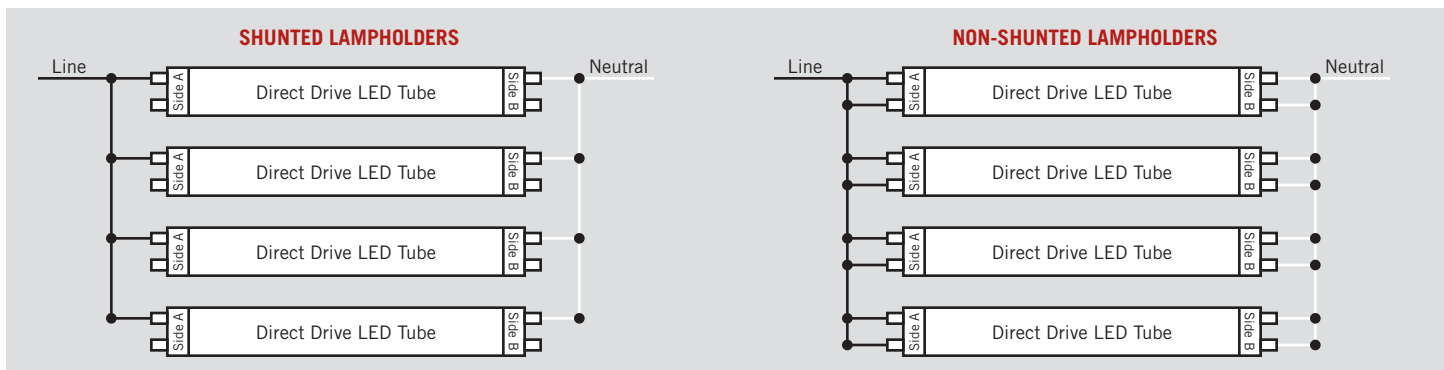 SHUNTED LAMPHOLDERS
Line
Neutral
Side A
Direct Drive LED Tube
Side B
Side A
Direct Drive LED Tube
Side B
Side A
Direct Drive LED Tube
Side B
Side A
Direct Drive LED Tube
Side B
NON-SHUNTED LAMPHOLDERS
Line
Neutral
Side A
Direct Drive LED Tube
Side B
Side A
Direct Drive LED Tube
Side B
Side A
Direct Drive LED Tube
Side B
Side A
Direct Drive LED Tube
Side B